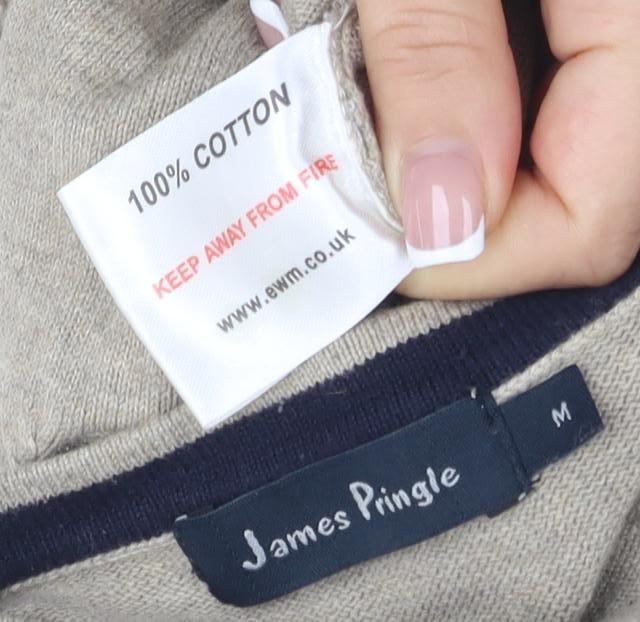 100% COTTON
KEEP AWAY FROM FIRE
www.ewm.co.uk
James Pringle
M